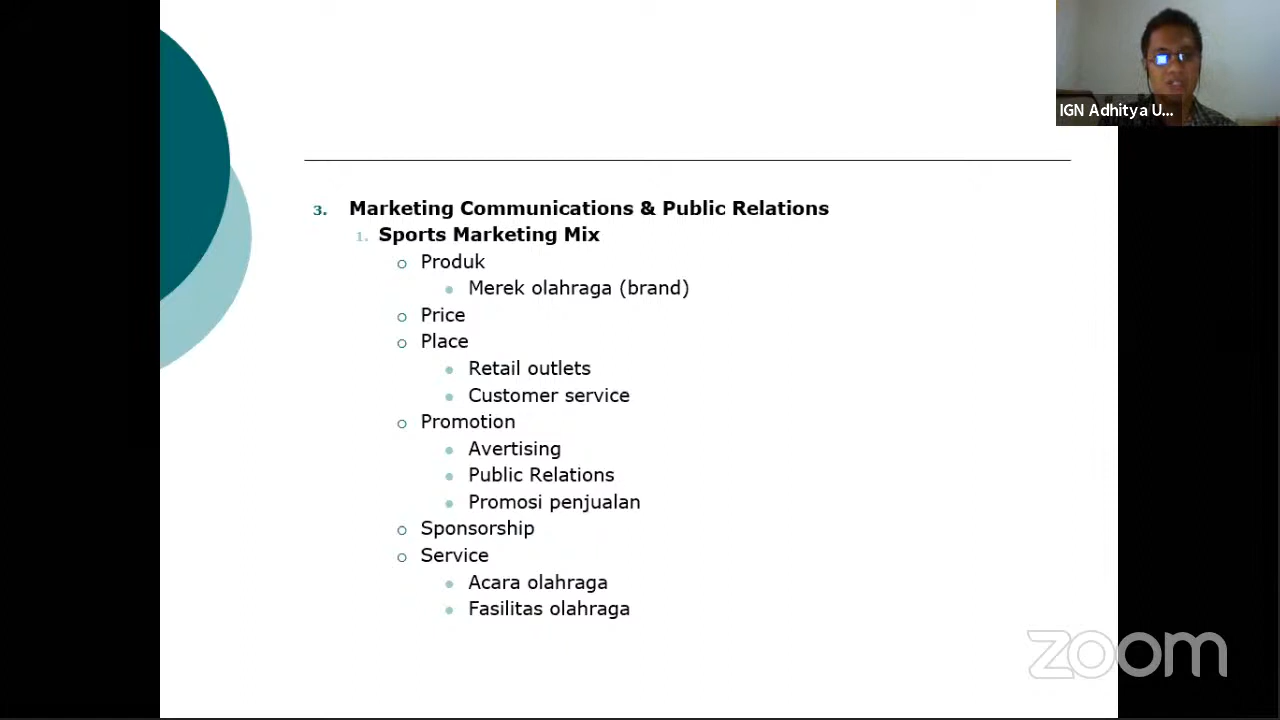 IGN Adhitya U...
3. Marketing Communications & Public Relations
1. Sports Marketing Mix
Produk
Merek olahraga (brand)
Price
Place
Retail outlets
Customer service
Promotion
Avertising
Public Relations
Promosi penjualan
Sponsorship
Service
Acara olahraga
Fasilitas olahraga
zoom